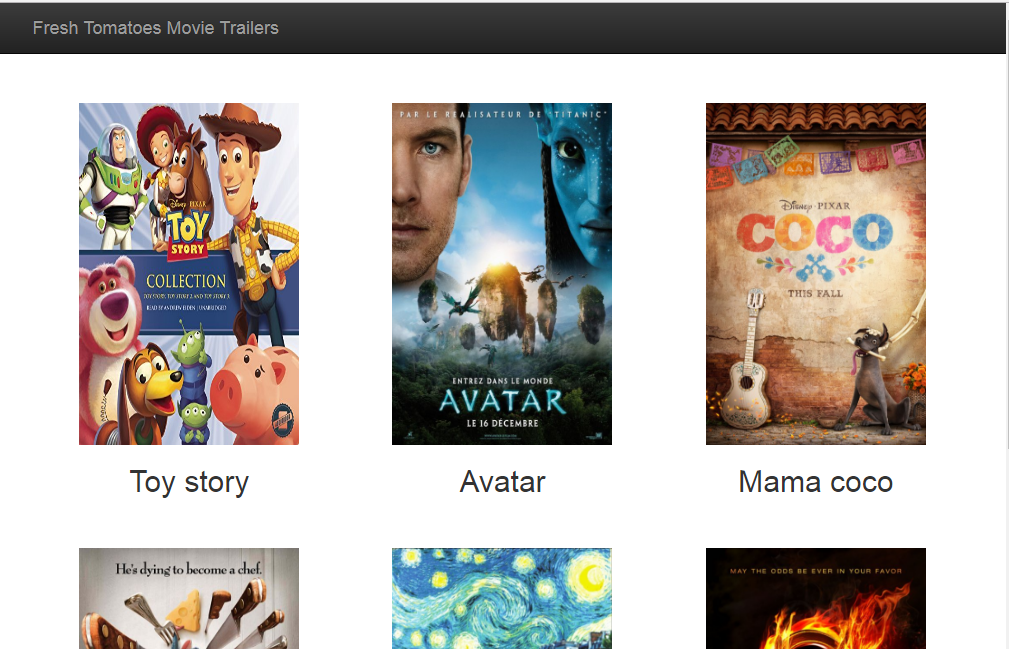 Fresh Tomatoes Movie Trailers
Disney · PIXAR
TOY
STORY
COLLECTION
TOY STORY, TOY STORY 2, AND TOY STORY 3
READ BY ANDREW EIDEN | UNABRIDGED
PAR LE RÉALISATEUR DE "TITANIC"
ENTREZ DANS LE MONDE
AVATAR
LE 16 DÉCEMBRE
Disney · PIXAR
COCO
THIS FALL
Toy story
Avatar
Mama coco
He's dying to become a chef.
MAY THE ODDS BE EVER IN YOUR FAVOR